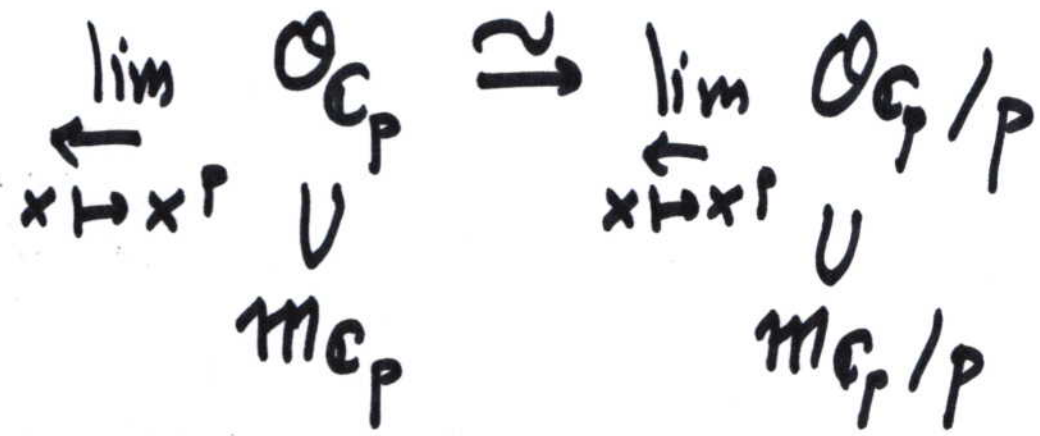 lim 𝒪_{ℂ_p} ⥲ lim 𝒪_{ℂ_p}/p
← ←
x ↦ x^p ∪ x ↦ x^p ∪
𝔪_{ℂ_p} 𝔪_{ℂ_p}/p